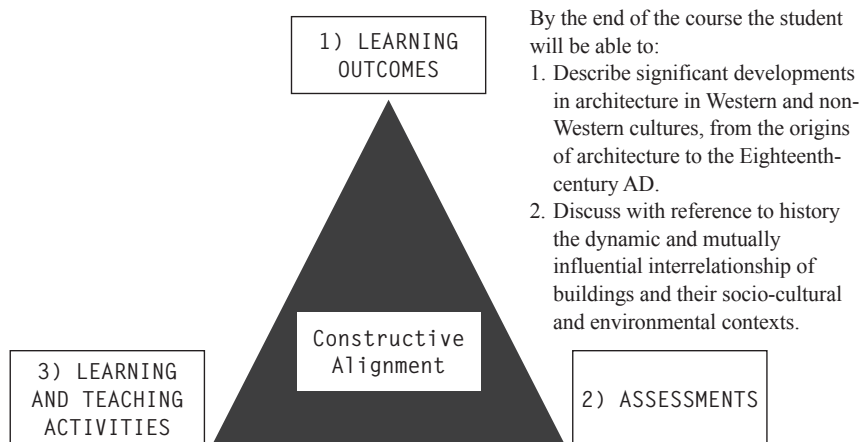 1) LEARNING
OUTCOMES
By the end of the course the student
will be able to:
1. Describe significant developments
in architecture in Western and non-
Western cultures, from the origins
of architecture to the Eighteenth-
century AD.
2. Discuss with reference to history
the dynamic and mutually
influential interrelationship of
buildings and their socio-cultural
and environmental contexts.
Constructive
Alignment
3) LEARNING
AND TEACHING
ACTIVITIES
2) ASSESSMENTS